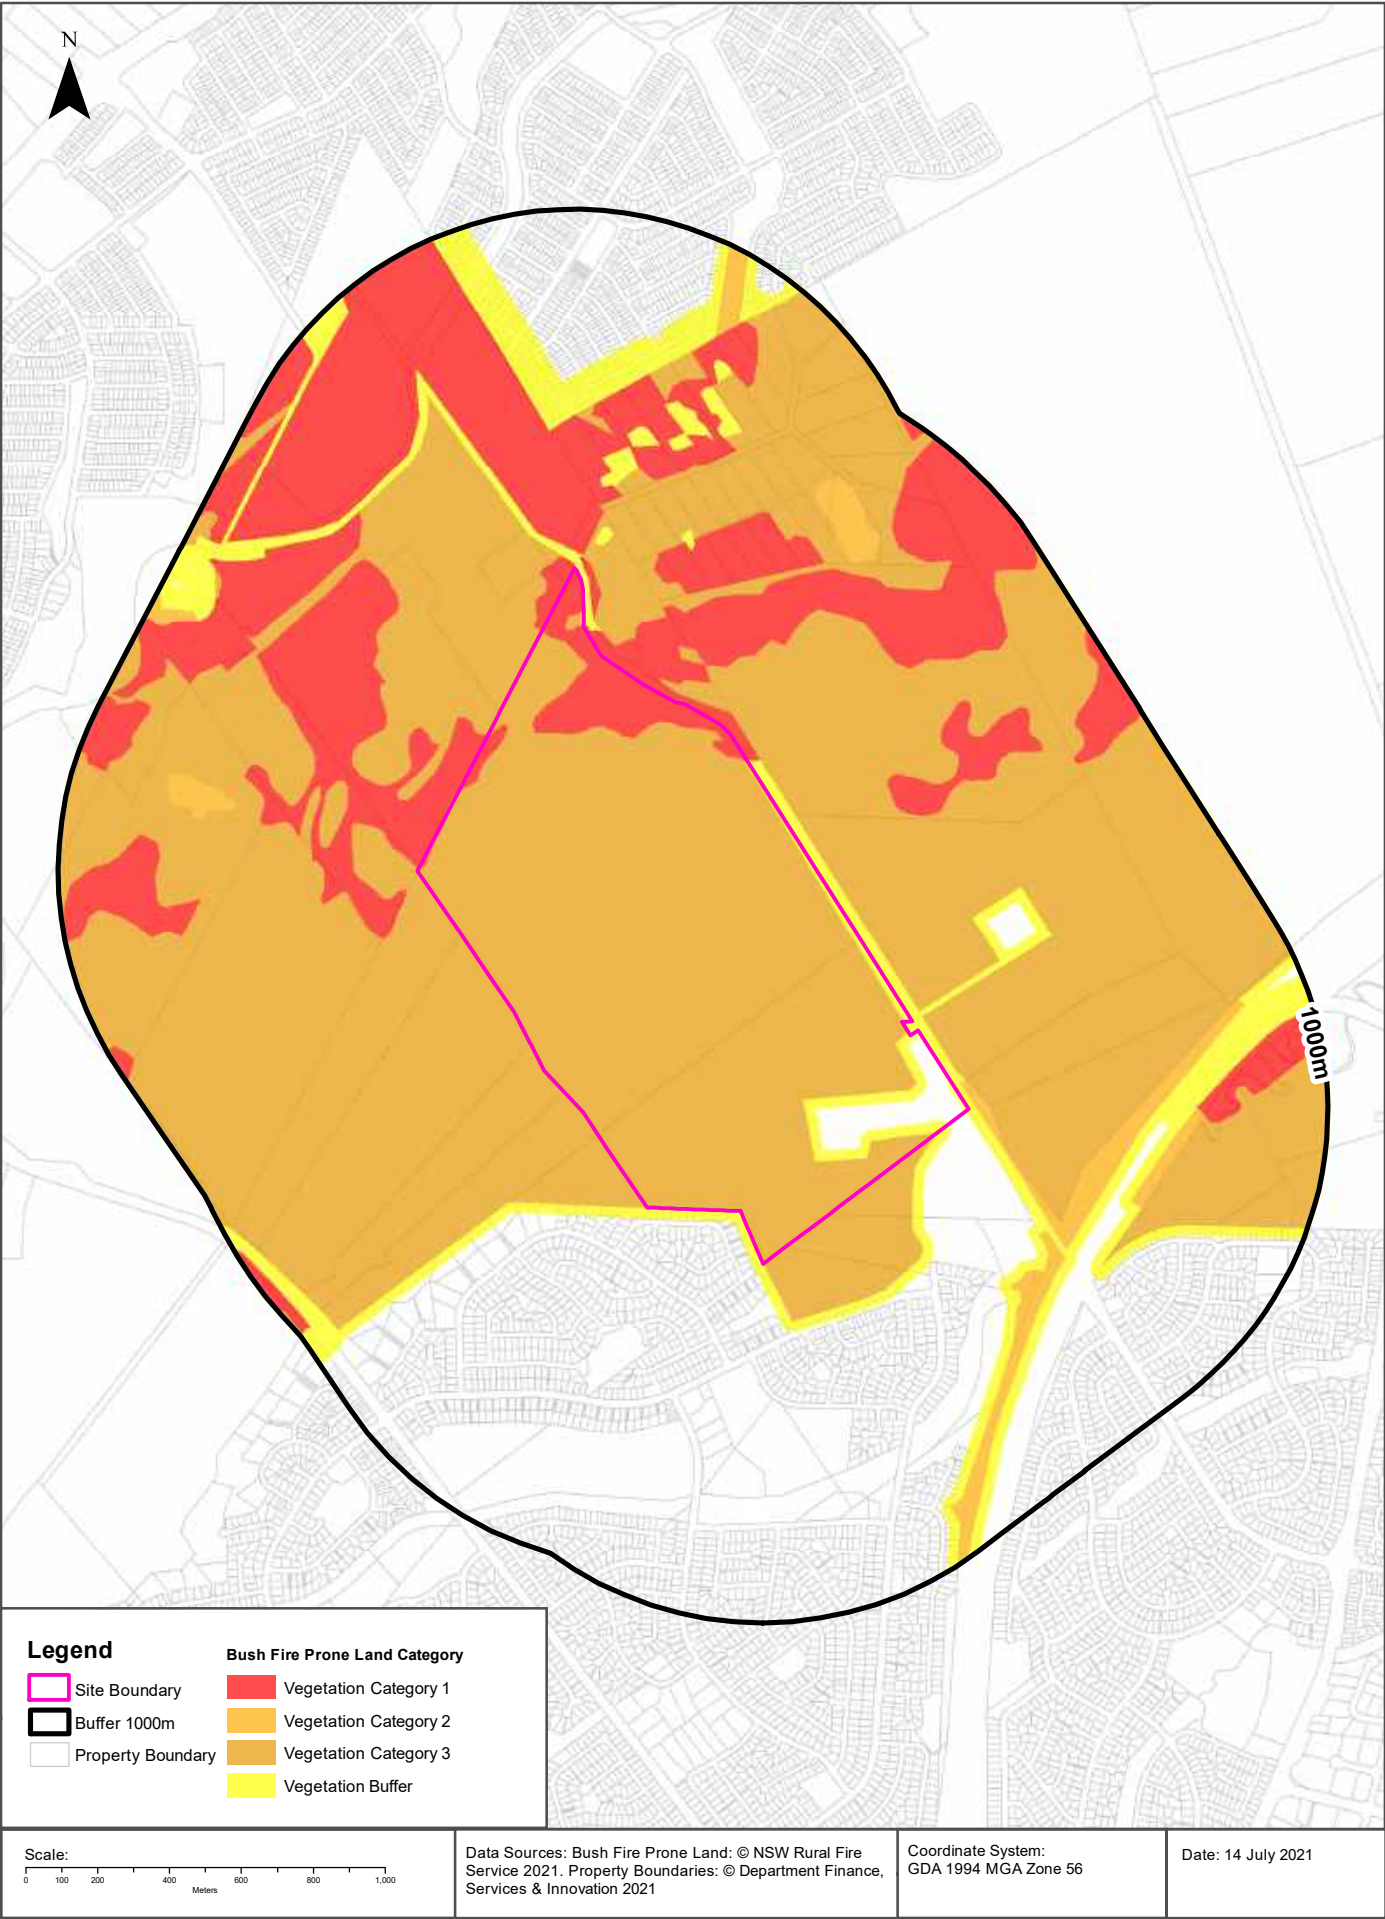 N
1000m
Legend
Site Boundary
Buffer 1000m
Property Boundary
Bush Fire Prone Land Category
Vegetation Category 1
Vegetation Category 2
Vegetation Category 3
Vegetation Buffer
Scale:
0 100 200 400 600 800 1,000
Meters
Data Sources: Bush Fire Prone Land: © NSW Rural Fire
Service 2021. Property Boundaries: © Department Finance,
Services & Innovation 2021
Coordinate System:
GDA 1994 MGA Zone 56
Date: 14 July 2021